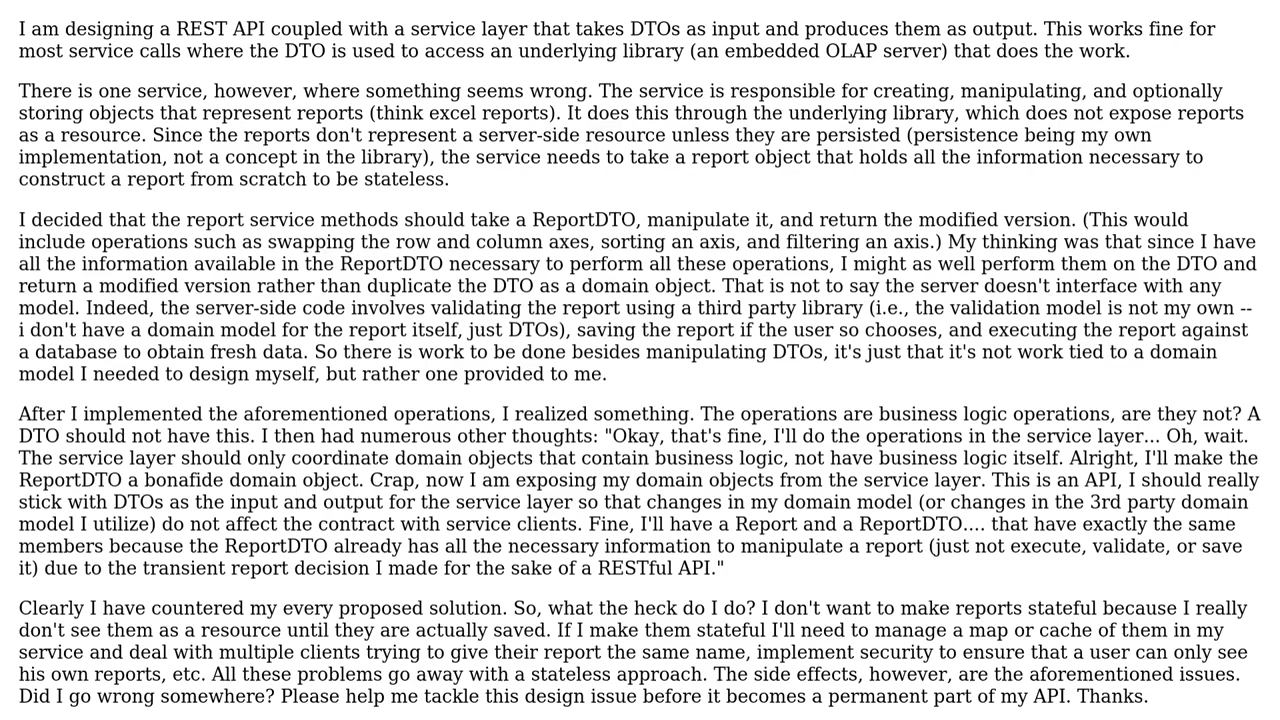 I am designing a REST API coupled with a service layer that takes DTOs as input and produces them as output. This works fine for
most service calls where the DTO is used to access an underlying library (an embedded OLAP server) that does the work.
There is one service, however, where something seems wrong. The service is responsible for creating, manipulating, and optionally
storing objects that represent reports (think excel reports). It does this through the underlying library, which does not expose reports
as a resource. Since the reports don't represent a server-side resource unless they are persisted (persistence being my own
implementation, not a concept in the library), the service needs to take a report object that holds all the information necessary to
construct a report from scratch to be stateless.
I decided that the report service methods should take a ReportDTO, manipulate it, and return the modified version. (This would
include operations such as swapping the row and column axes, sorting an axis, and filtering an axis.) My thinking was that since I have
all the information available in the ReportDTO necessary to perform all these operations, I might as well perform them on the DTO and
return a modified version rather than duplicate the DTO as a domain object. That is not to say the server doesn't interface with any
model. Indeed, the server-side code involves validating the report using a third party library (i.e., the validation model is not my own --
i don't have a domain model for the report itself, just DTOs), saving the report if the user so chooses, and executing the report against
a database to obtain fresh data. So there is work to be done besides manipulating DTOs, it's just that it's not work tied to a domain
model I needed to design myself, but rather one provided to me.
After I implemented the aforementioned operations, I realized something. The operations are business logic operations, are they not? A
DTO should not have this. I then had numerous other thoughts: "Okay, that's fine, I'll do the operations in the service layer... Oh, wait.
The service layer should only coordinate domain objects that contain business logic, not have business logic itself. Alright, I'll make the
ReportDTO a bonafide domain object. Crap, now I am exposing my domain objects from the service layer. This is an API, I should really
stick with DTOs as the input and output for the service layer so that changes in my domain model (or changes in the 3rd party domain
model I utilize) do not affect the contract with service clients. Fine, I'll have a Report and a ReportDTO.... that have exactly the same
members because the ReportDTO already has all the necessary information to manipulate a report (just not execute, validate, or save
it) due to the transient report decision I made for the sake of a RESTful API."
Clearly I have countered my every proposed solution. So, what the heck do I do? I don't want to make reports stateful because I really
don't see them as a resource until they are actually saved. If I make them stateful I'll need to manage a map or cache of them in my
service and deal with multiple clients trying to give their report the same name, implement security to ensure that a user can only see
his own reports, etc. All these problems go away with a stateless approach. The side effects, however, are the aforementioned issues.
Did I go wrong somewhere? Please help me tackle this design issue before it becomes a permanent part of my API. Thanks.